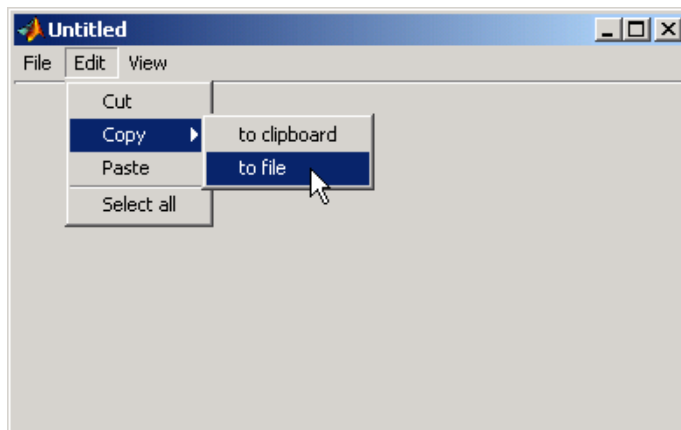 Untitled
File Edit View
Cut
Copy
to clipboard
Paste
to file
Select all